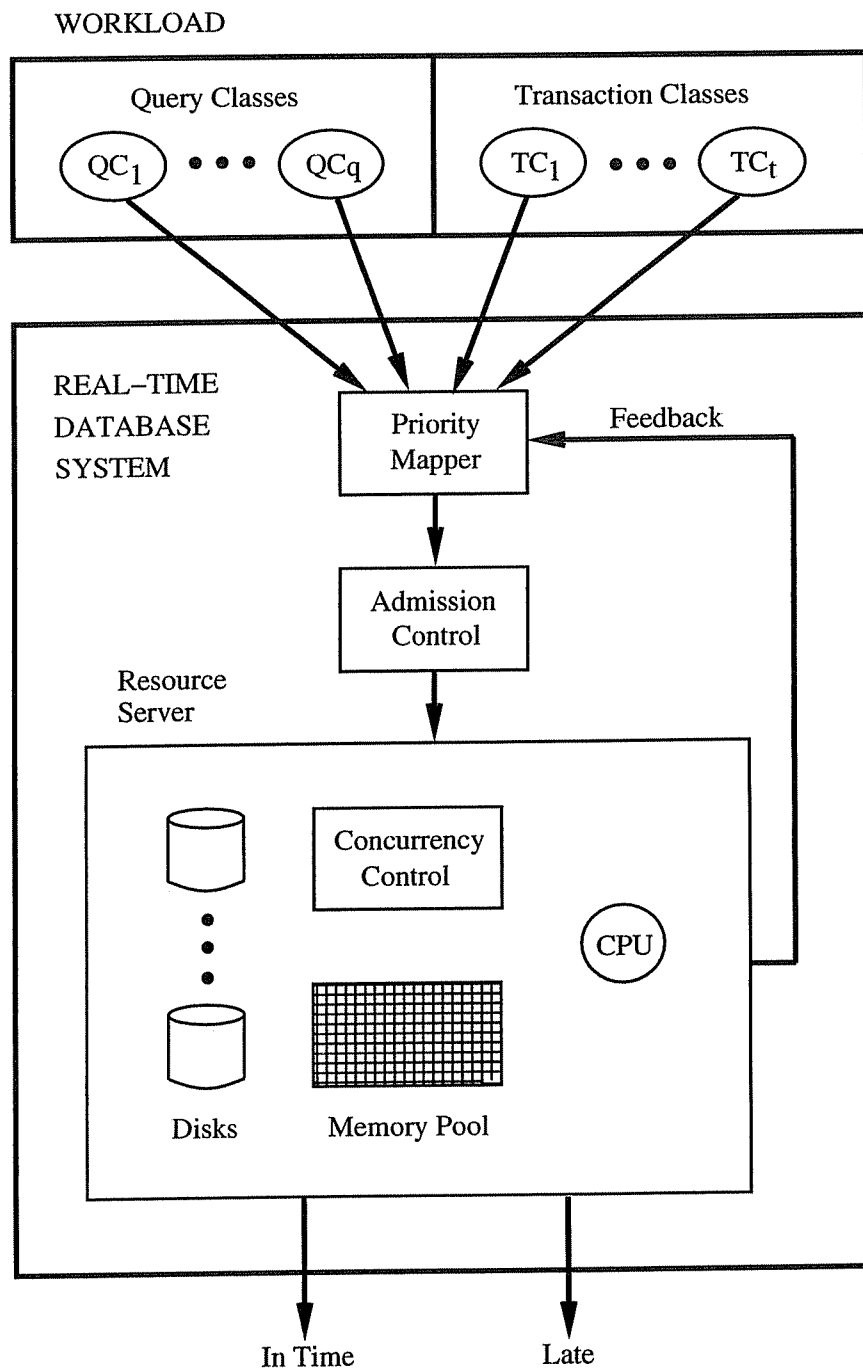 WORKLOAD
Query Classes
Transaction Classes
QC1 QCq TC1 TCt
REAL-TIME
DATABASE
SYSTEM
Priority
Mapper
Feedback
Admission
Control
Resource
Server
Concurrency
Control
CPU
Disks
Memory Pool
In Time
Late